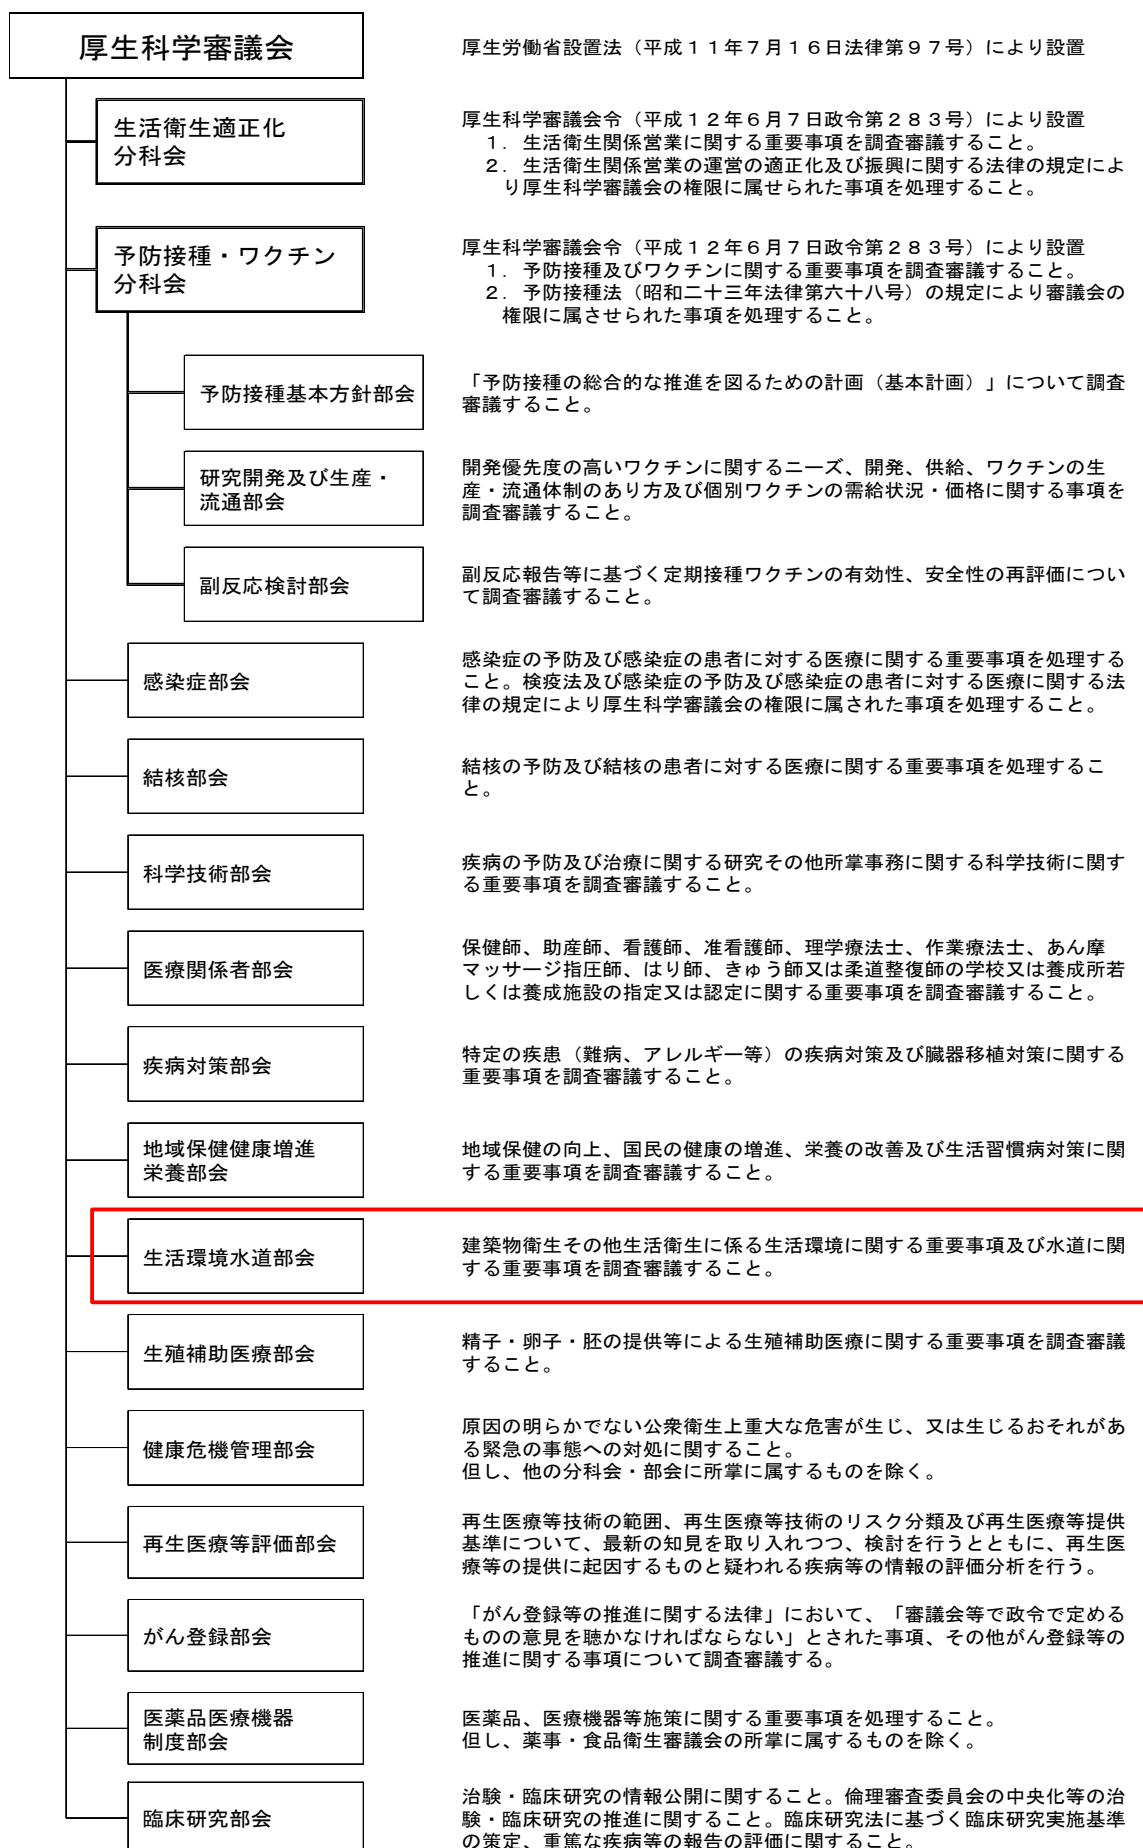 厚生科学審議会
厚生労働省設置法（平成１１年７月１６日法律第９７号）により設置
生活衛生適正化
分科会
厚生科学審議会令（平成１２年６月７日政令第２８３号）により設置
１．生活衛生関係営業に関する重要事項を調査審議すること。
２．生活衛生関係営業の運営の適正化及び振興に関する法律の規定によ
り厚生科学審議会の権限に属せられた事項を処理すること。
予防接種・ワクチン
分科会
厚生科学審議会令（平成１２年６月７日政令第２８３号）により設置
１．予防接種及びワクチンに関する重要事項を調査審議すること。
２．予防接種法（昭和二十三年法律第六十八号）の規定により審議会の
権限に属させられた事項を処理すること。
予防接種基本方針部会
「予防接種の総合的な推進を図るための計画（基本計画）」について調査
審議すること。
研究開発及び生産・
流通部会
開発優先度の高いワクチンに関するニーズ、開発、供給、ワクチンの生
産・流通体制のあり方及び個別ワクチンの需給状況・価格に関する事項を
調査審議すること。
副反応検討部会
副反応報告等に基づく定期接種ワクチンの有効性、安全性の再評価につい
て調査審議すること。
感染症部会
感染症の予防及び感染症の患者に対する医療に関する重要事項を処理する
こと。検疫法及び感染症の予防及び感染症の患者に対する医療に関する法
律の規定により厚生科学審議会の権限に属された事項を処理すること。
結核部会
結核の予防及び結核の患者に対する医療に関する重要事項を処理するこ
と。
科学技術部会
疾病の予防及び治療に関する研究その他所掌事務に関する科学技術に関す
る重要事項を調査審議すること。
医療関係者部会
保健師、助産師、看護師、准看護師、理学療法士、作業療法士、あん摩
マッサージ指圧師、はり師、きゅう師又は柔道整復師の学校又は養成所若
しくは養成施設の指定又は認定に関する重要事項を調査審議すること。
疾病対策部会
特定の疾患（難病、アレルギー等）の疾病対策及び臓器移植対策に関する
重要事項を調査審議すること。
地域保健健康増進
栄養部会
地域保健の向上、国民の健康の増進、栄養の改善及び生活習慣病対策に関
する重要事項を調査審議すること。
生活環境水道部会
建築物衛生その他生活衛生に係る生活環境に関する重要事項及び水道に関
する重要事項を調査審議すること。
生殖補助医療部会
精子・卵子・胚の提供等による生殖補助医療に関する重要事項を調査審議
すること。
健康危機管理部会
原因の明らかでない公衆衛生上重大な危害が生じ、又は生じるおそれがあ
る緊急の事態への対処に関すること。
但し、他の分科会・部会に所掌に属するものを除く。
再生医療等評価部会
再生医療等技術の範囲、再生医療等技術のリスク分類及び再生医療等提供
基準について、最新の知見を取り入れつつ、検討を行うとともに、再生医
療等の提供に起因するものと疑われる疾病等の情報の評価分析を行う。
がん登録部会
「がん登録等の推進に関する法律」において、「審議会等で政令で定める
ものの意見を聴かなければならない」とされた事項、その他がん登録等の
推進に関する事項について調査審議する。
医薬品医療機器
制度部会
医薬品、医療機器等施策に関する重要事項を処理すること。
但し、薬事・食品衛生審議会の所掌に属するものを除く。
臨床研究部会
治験・臨床研究の情報公開に関すること。倫理審査委員会の中央化等の治
験・臨床研究の推進に関すること。臨床研究法に基づく臨床研究実施基準
の策定、重篤な疾病等の報告の評価に関すること。